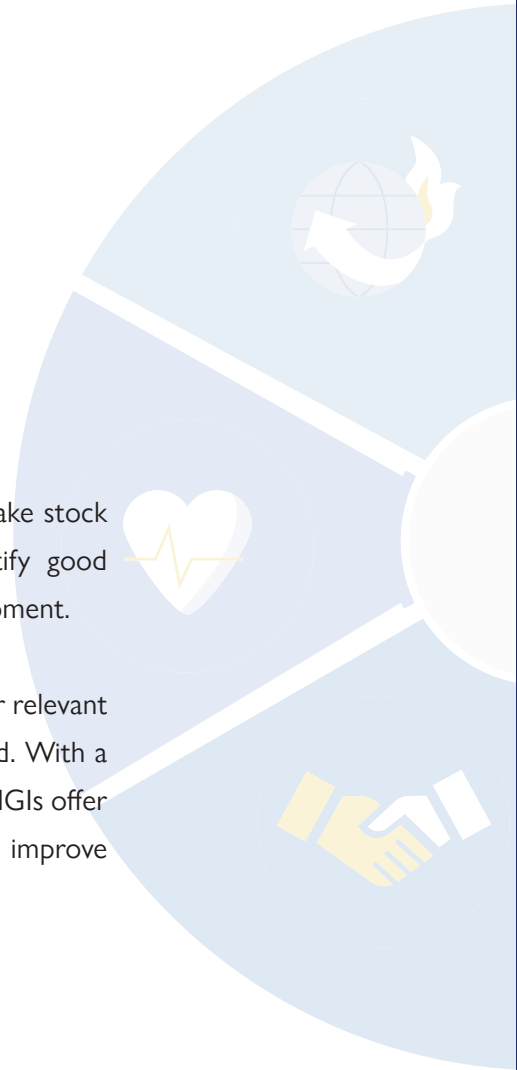 ake stock
tify good
oment.
r relevant
d. With a
IGIs offer
improve